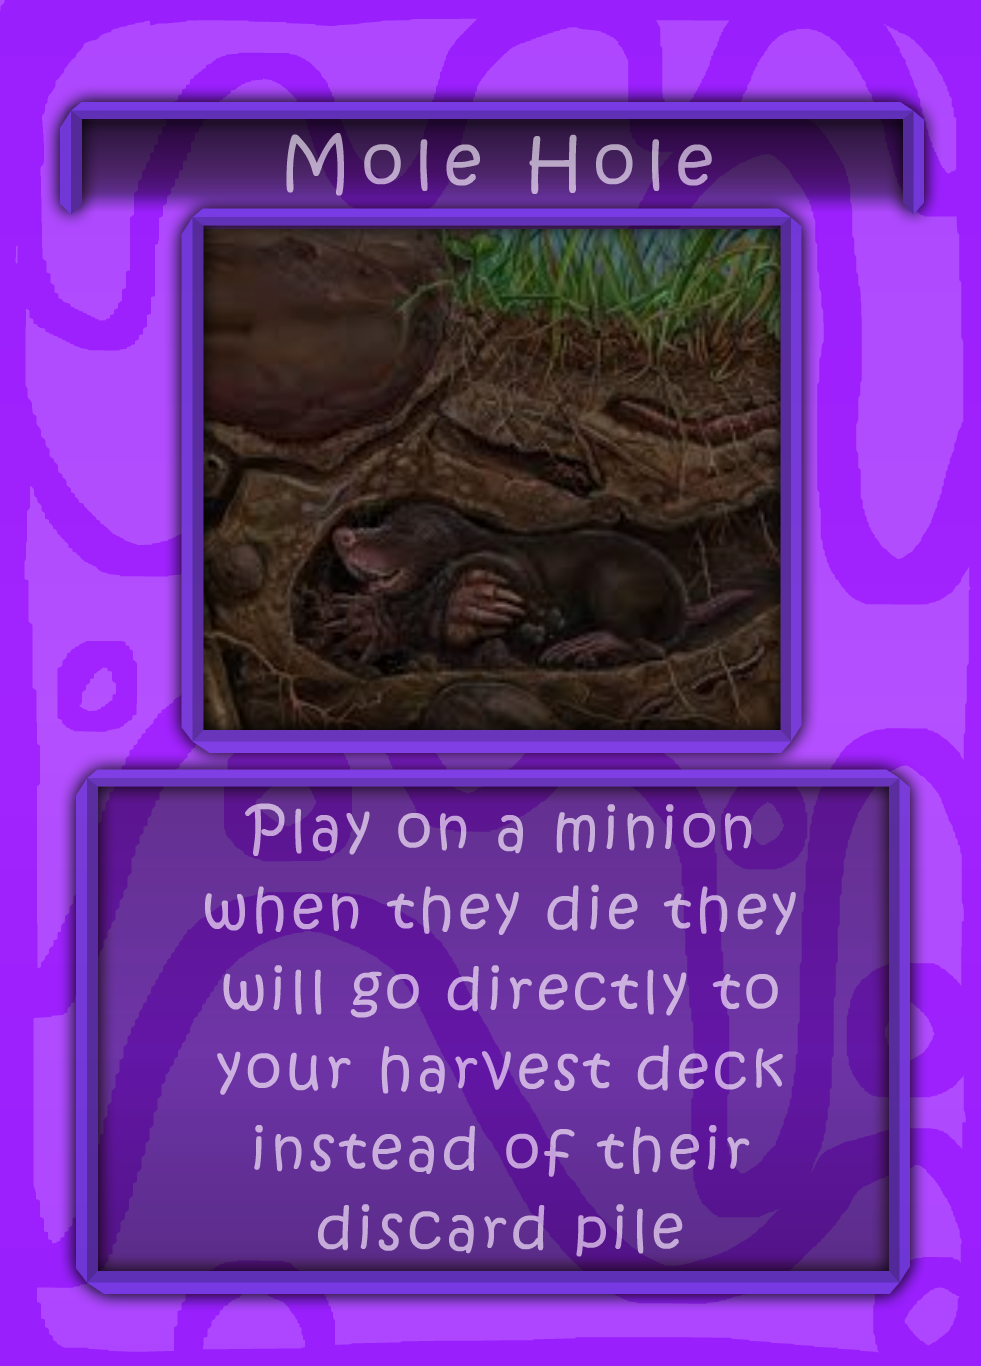 Mole Hole
Play on a minion
when they die they
will go directly to
your harvest deck
instead of their
discard pile